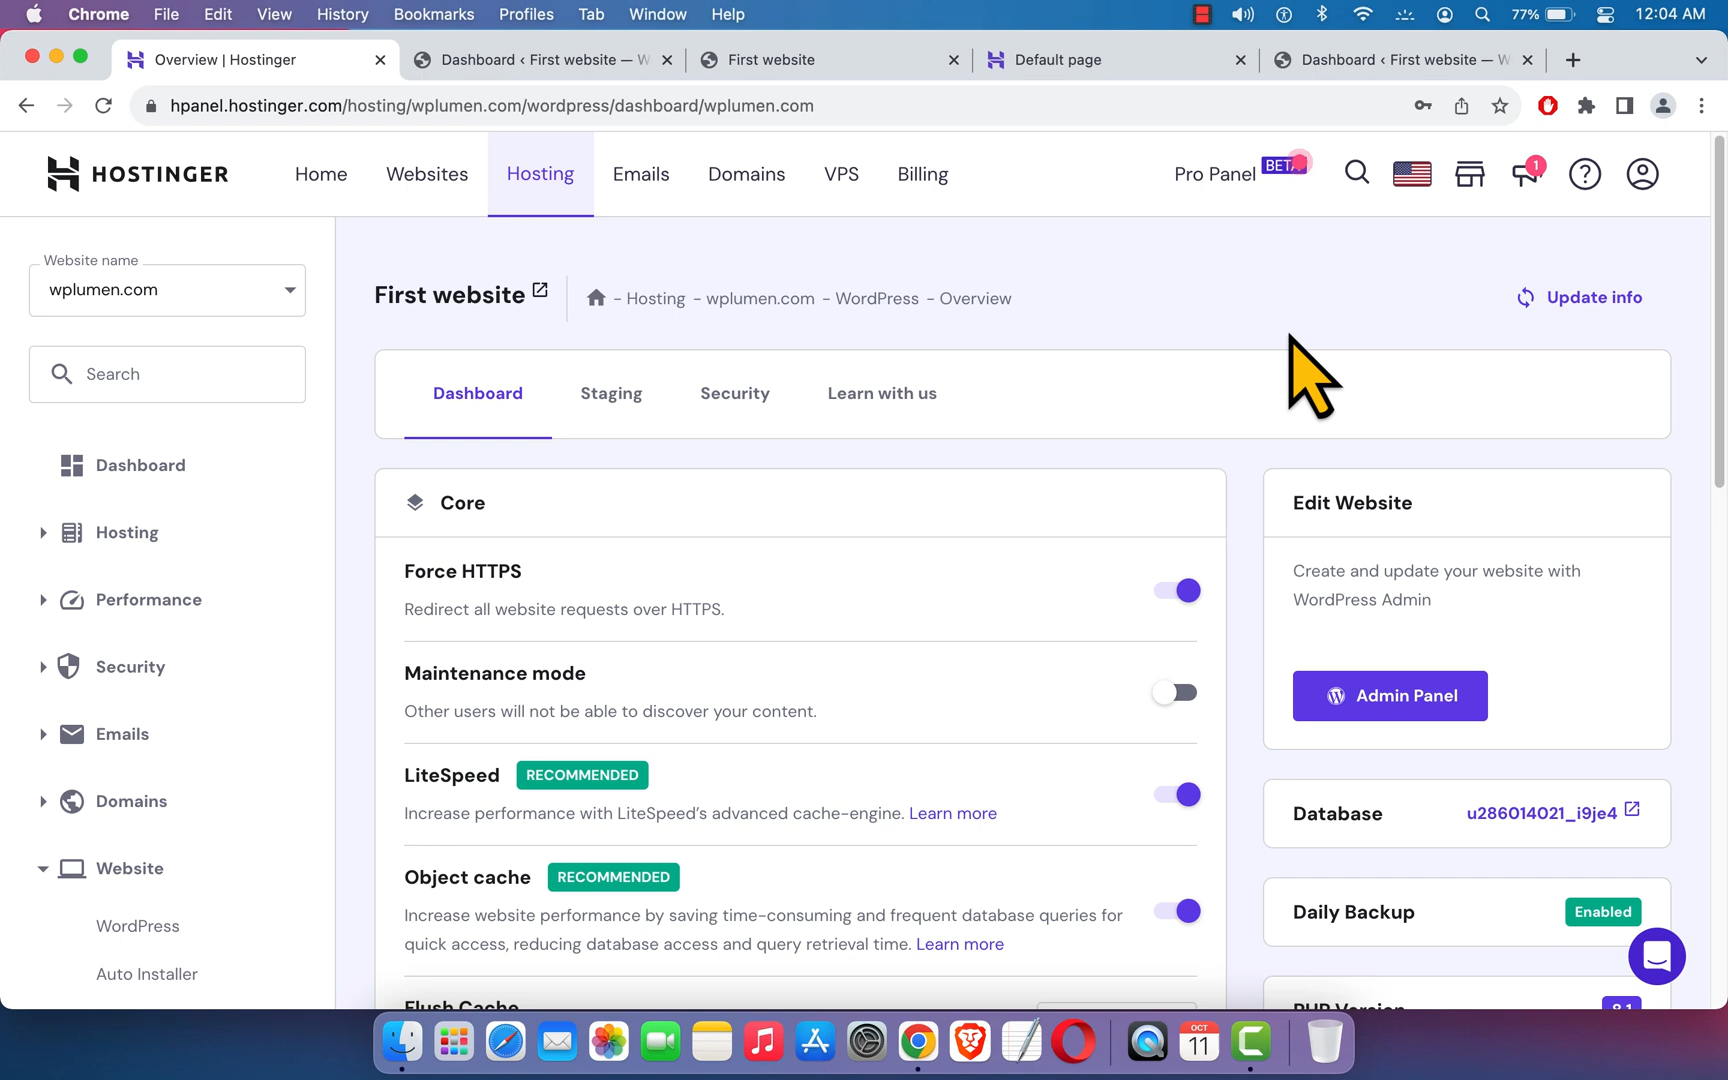 Chrome File Edit View History Bookmarks Profiles Tab Window Help 77% 12:04 AM
Overview | Hostinger Dashboard ‹ First website — W First website Default page Dashboard ‹ First website — W
hpanel.hostinger.com/hosting/wplumen.com/wordpress/dashboard/wplumen.com
HOSTINGER Home Websites Hosting Emails Domains VPS Billing Pro Panel BETA 1
Website name
wplumen.com
Search
Dashboard
Hosting
Performance
Security
Emails
Domains
Website
WordPress
Auto Installer
First website - Hosting - wplumen.com - WordPress - Overview Update info
Dashboard Staging Security Learn with us
Core
Force HTTPS
Redirect all website requests over HTTPS.
Maintenance mode
Other users will not be able to discover your content.
LiteSpeed RECOMMENDED
Increase performance with LiteSpeed's advanced cache-engine. Learn more
Object cache RECOMMENDED
Increase website performance by saving time-consuming and frequent database queries for
quick access, reducing database access and query retrieval time. Learn more
Flush Cache
Edit Website
Create and update your website with
WordPress Admin
Admin Panel
Database u286014021_i9je4
Daily Backup Enabled
PHP Version 8.1
OCT
11